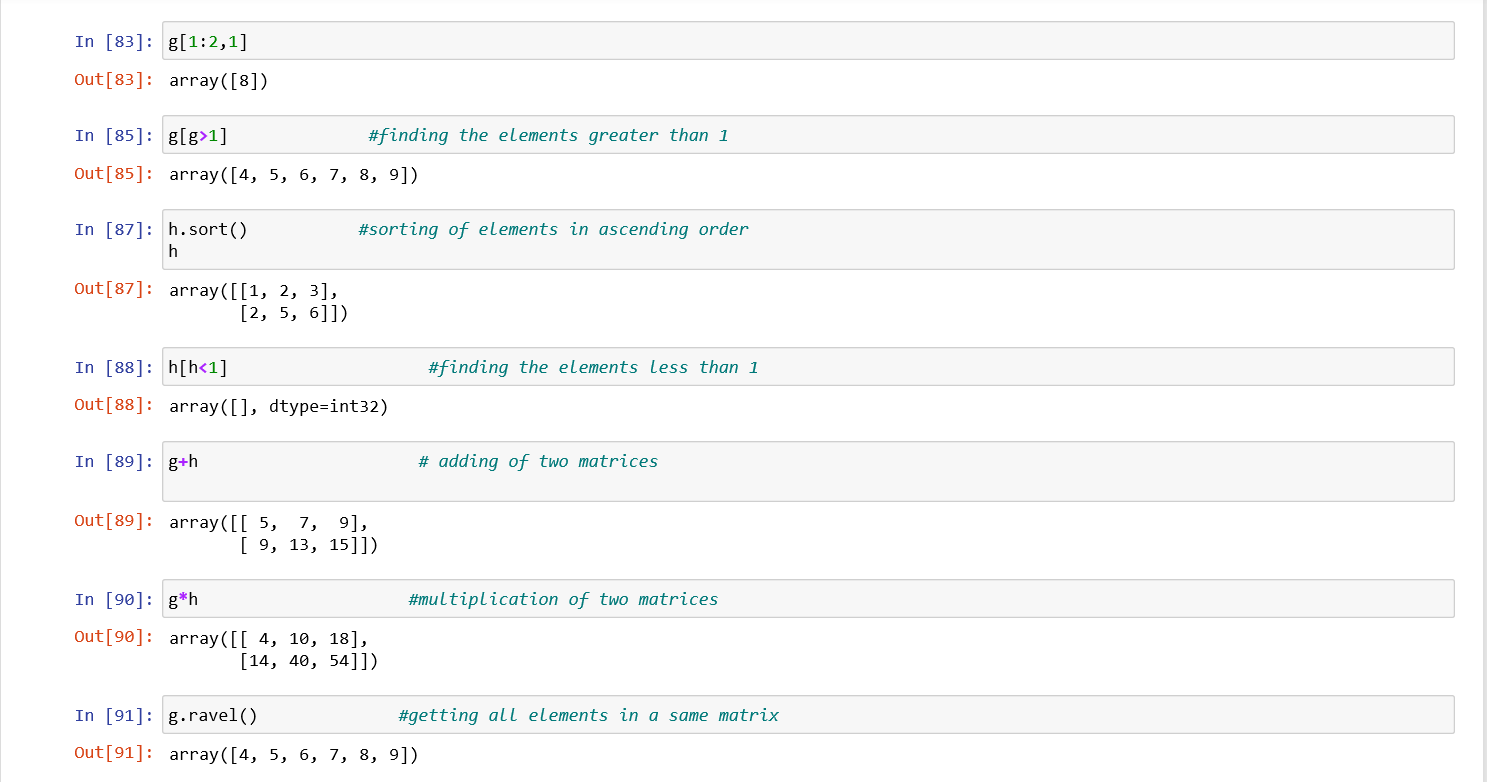 In [83]: g[1:2,1]
Out[83]: array([8])
In [85]: g[g>1]              #finding the elements greater than 1
Out[85]: array([4, 5, 6, 7, 8, 9])
In [87]: h.sort()           #sorting of elements in ascending order
h
Out[87]: array([[1, 2, 3],
       [2, 5, 6]])
In [88]: h[h<1]                    #finding the elements less than 1
Out[88]: array([], dtype=int32)
In [89]: g+h                      # adding of two matrices
Out[89]: array([[ 5,  7,  9],
       [ 9, 13, 15]])
In [90]: g*h                     #multiplication of two matrices
Out[90]: array([[ 4, 10, 18],
       [14, 40, 54]])
In [91]: g.ravel()              #getting all elements in a same matrix
Out[91]: array([4, 5, 6, 7, 8, 9])